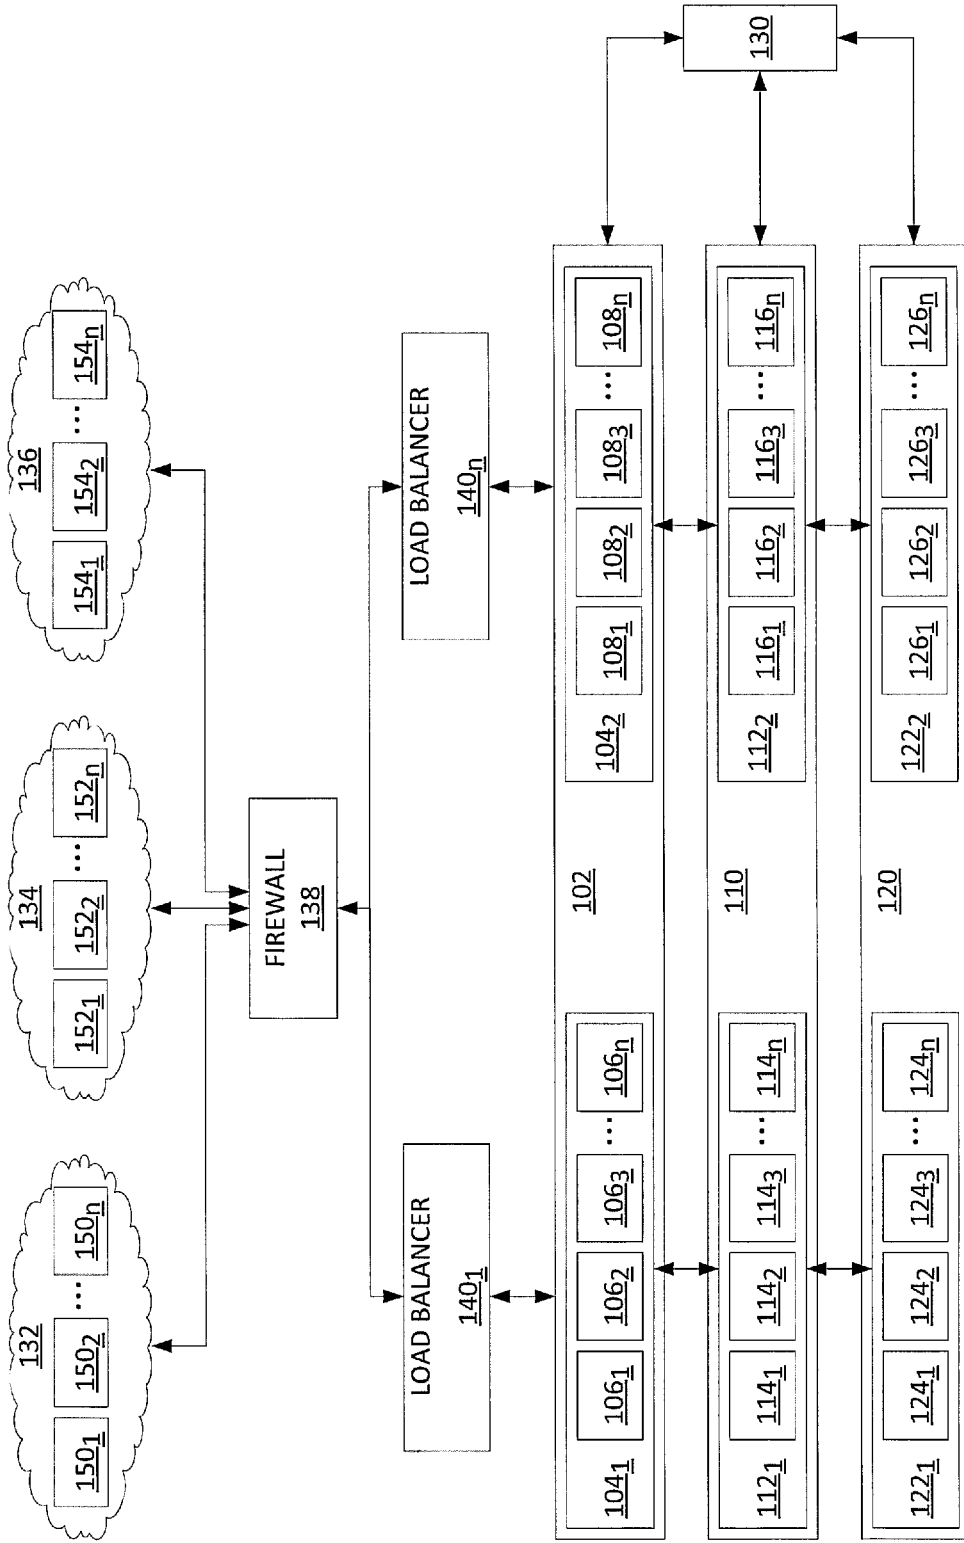 132
150₁ 150₂ ... 150ₙ
134
152₁ 152₂ ... 152ₙ
136
154₁ 154₂ ... 154ₙ
FIREWALL
138
LOAD BALANCER
140₁
LOAD BALANCER
140ₙ
102
104₁ 106₁ 106₂ 106₃ ... 106ₙ
104₂ 108₁ 108₂ 108₃ ... 108ₙ
110
112₁ 114₁ 114₂ 114₃ ... 114ₙ
112₂ 116₁ 116₂ 116₃ ... 116ₙ
120
122₁ 124₁ 124₂ 124₃ ... 124ₙ
122₂ 126₁ 126₂ 126₃ ... 126ₙ
130